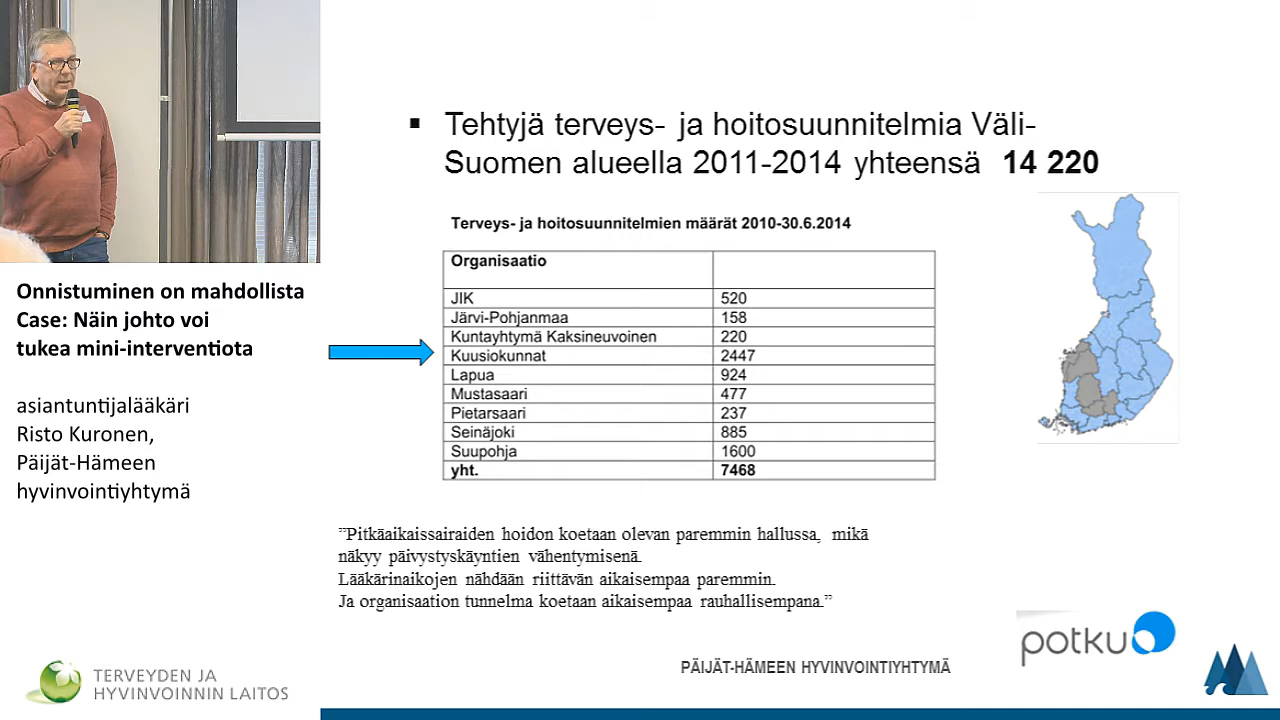 Onnistuminen on mahdollista
Case: Näin johto voi
tukea mini-interventiota
asiantuntijalääkäri
Risto Kuronen,
Päijät-Hämeen
hyvinvointiyhtymä
TERVEYDEN JA
HYVINVOINNIN LAITOS
▪ Tehtyjä terveys- ja hoitosuunnitelmia Väli-
Suomen alueella 2011-2014 yhteensä 14 220
Terveys- ja hoitosuunnitelmien määrät 2010-30.6.2014
Organisaatio
JIK 520
Järvi-Pohjanmaa 158
Kuntayhtymä Kaksineuvoinen 220
Kuusiokunnat 2447
Lapua 924
Mustasaari 477
Pietarsaari 237
Seinäjoki 885
Suupohja 1600
yht. 7468
”Pitkäaikaissairaiden hoidon koetaan olevan paremmin hallussa, mikä
näkyy päivystyskäyntien vähentymisenä.
Lääkärinaikojen nähdään riittävän aikaisempaa paremmin.
Ja organisaation tunnelma koetaan aikaisempaa rauhallisempana.”
potku
PÄIJÄT-HÄMEEN HYVINVOINTIYHTYMÄ